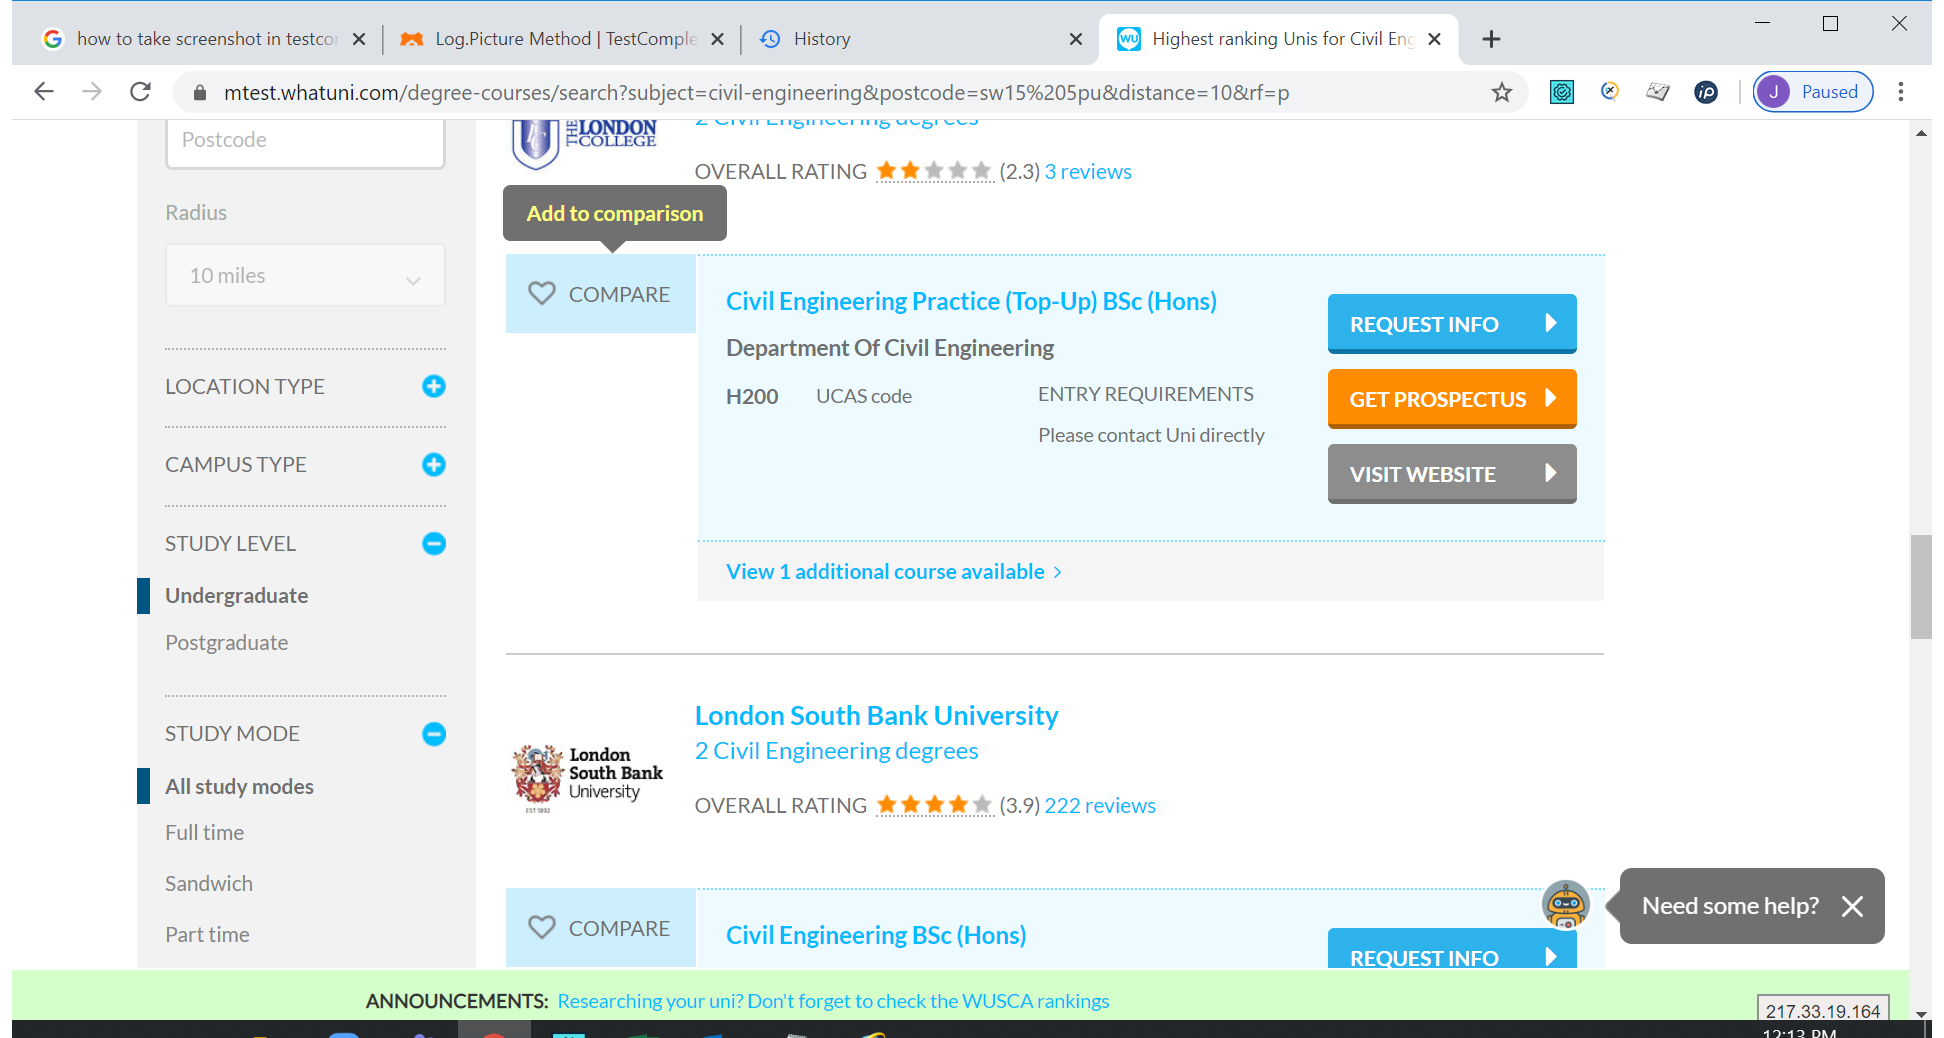 how to take screenshot in testcor
Log.Picture Method | TestComple
History
Highest ranking Unis for Civil Eng
mtest.whatuni.com/degree-courses/search?subject=civil-engineering&postcode=sw15%205pu&distance=10&rf=p
J Paused
Postcode
Radius
10 miles
LOCATION TYPE
CAMPUS TYPE
STUDY LEVEL
Undergraduate
Postgraduate
STUDY MODE
All study modes
Full time
Sandwich
Part time
THE LONDON
COLLEGE
2 Civil Engineering degrees
OVERALL RATING (2.3) 3 reviews
Add to comparison
COMPARE
Civil Engineering Practice (Top-Up) BSc (Hons)
Department Of Civil Engineering
H200 UCAS code
ENTRY REQUIREMENTS
Please contact Uni directly
REQUEST INFO
GET PROSPECTUS
VISIT WEBSITE
View 1 additional course available >
London
South Bank
University
EST 1892
London South Bank University
2 Civil Engineering degrees
OVERALL RATING (3.9) 222 reviews
COMPARE
Civil Engineering BSc (Hons)
REQUEST INFO
Need some help?
ANNOUNCEMENTS: Researching your uni? Don't forget to check the WUSCA rankings
217.33.19.164
12:13 PM